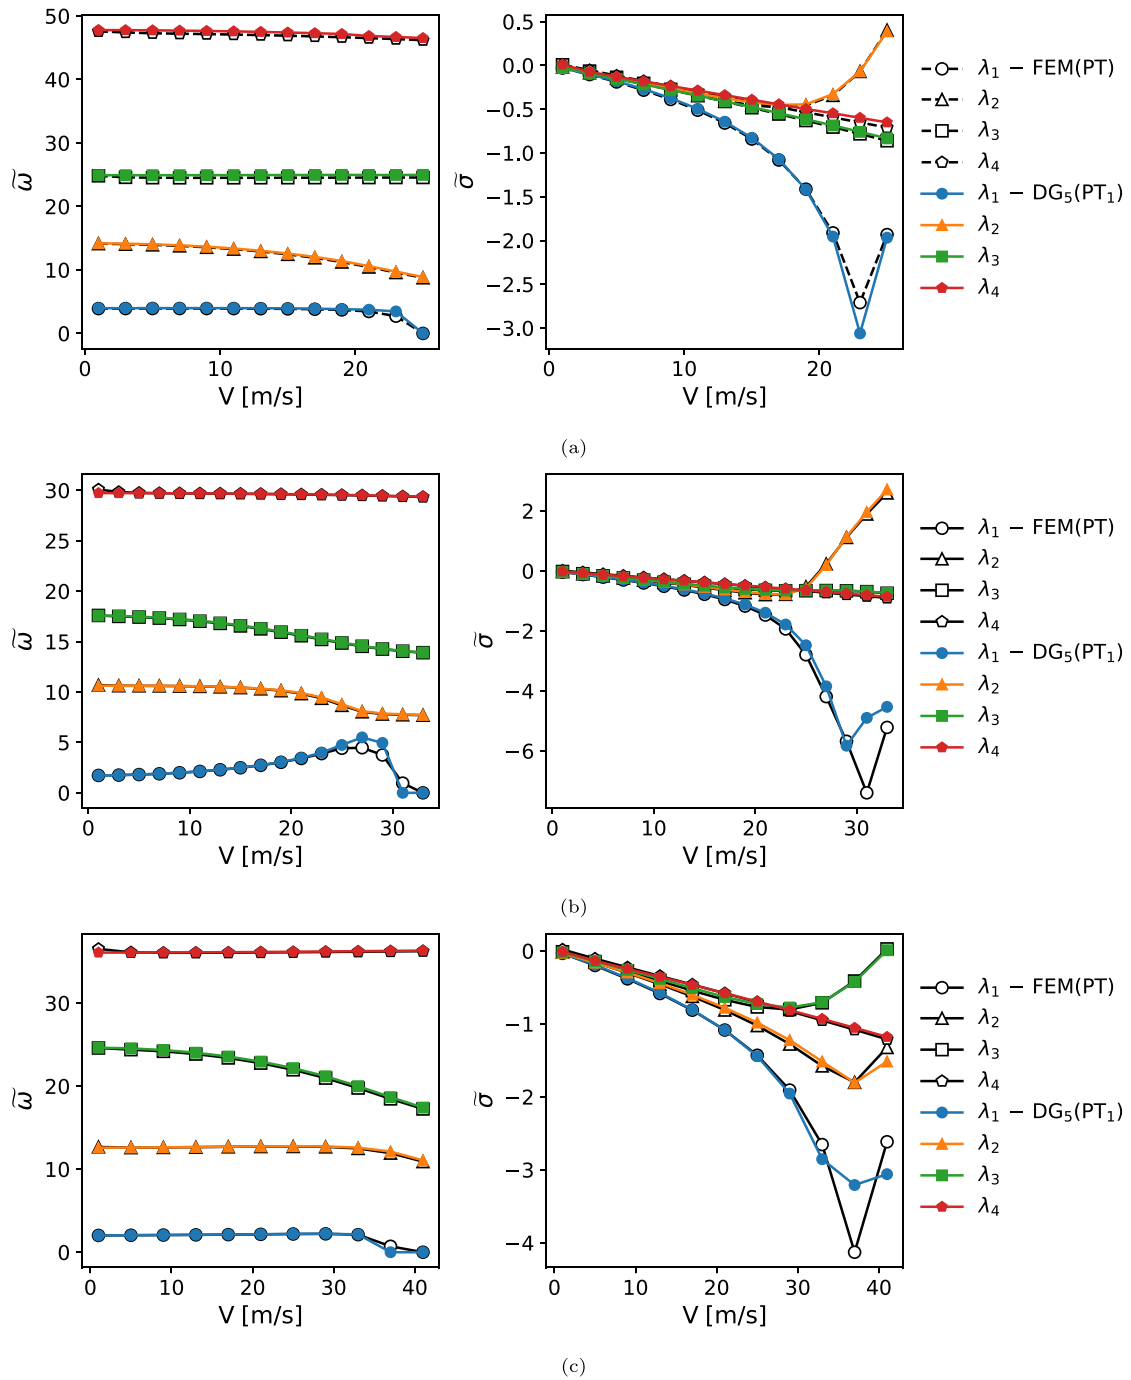 50
40
30
20
10
0
ω̃
0 10 20
V [m/s]
0.5
0.0
−0.5
−1.0
−1.5
−2.0
−2.5
−3.0
σ̃
10 20
V [m/s]
λ1 − FEM(PT)
λ2
λ3
λ4
λ1 − DG5(PT1)
λ2
λ3
λ4
(a)
30
25
20
15
10
5
0
ω̃
0 10 20 30
V [m/s]
2
0
−2
−4
−6
σ̃
0 10 20 30
V [m/s]
λ1 − FEM(PT)
λ2
λ3
λ4
λ1 − DG5(PT1)
λ2
λ3
λ4
(b)
30
20
10
0
ω̃
0 10 20 30 40
V [m/s]
0
−1
−2
−3
−4
σ̃
0 10 20 30 40
V [m/s]
λ1 − FEM(PT)
λ2
λ3
λ4
λ1 − DG5(PT1)
λ2
λ3
λ4
(c)